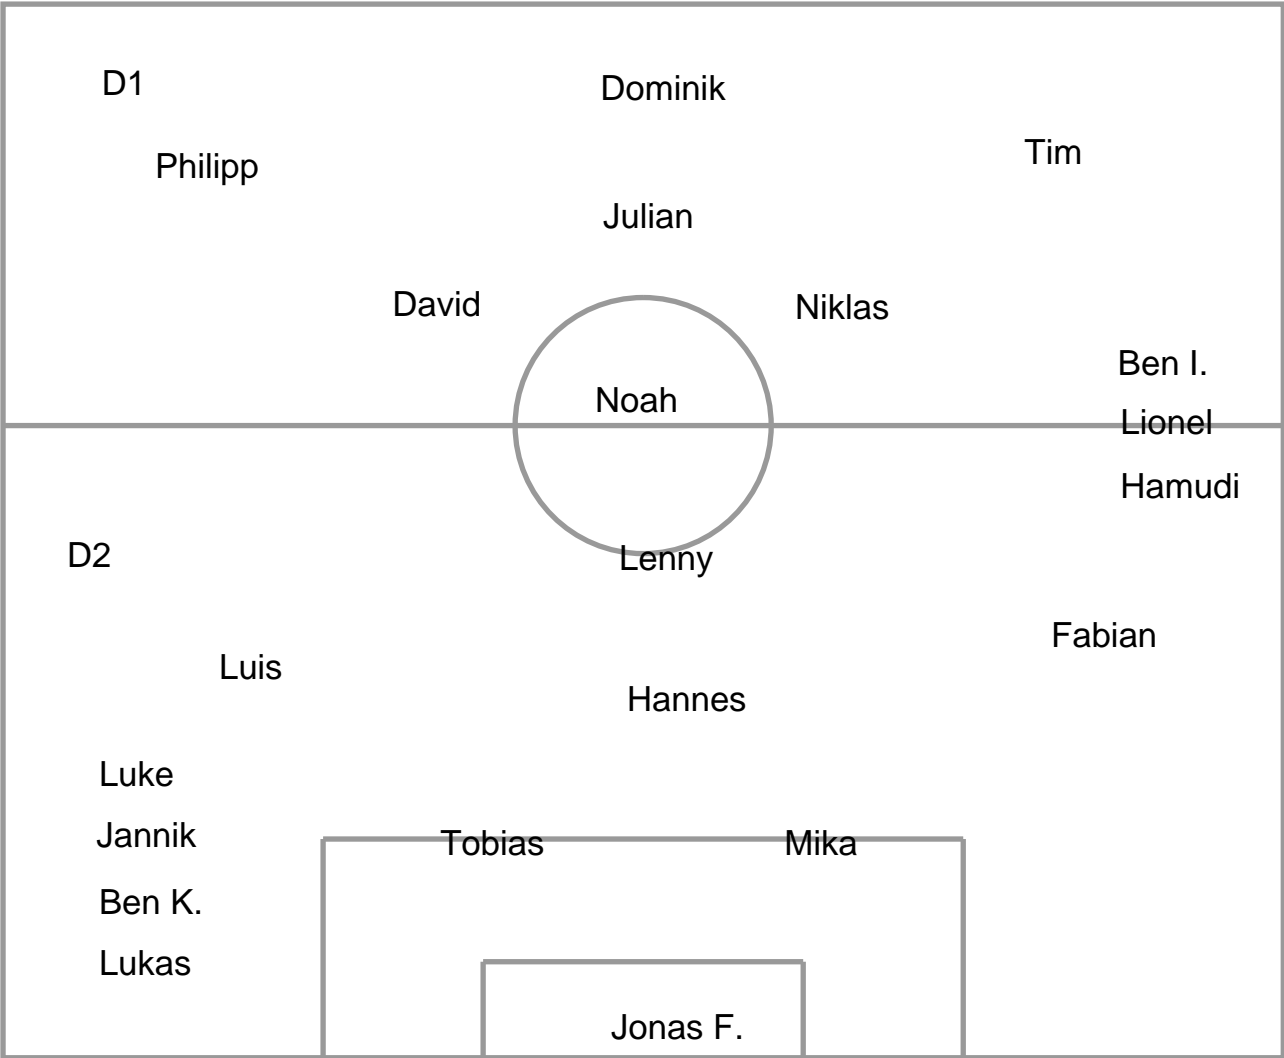 D1
Dominik
Tim
Philipp
Julian
David
Niklas
Ben I.
Noah
Lionel
Hamudi
D2
Lenny
Fabian
Luis
Hannes
Luke
Jannik
Tobias
Mika
Ben K.
Lukas
Jonas F.